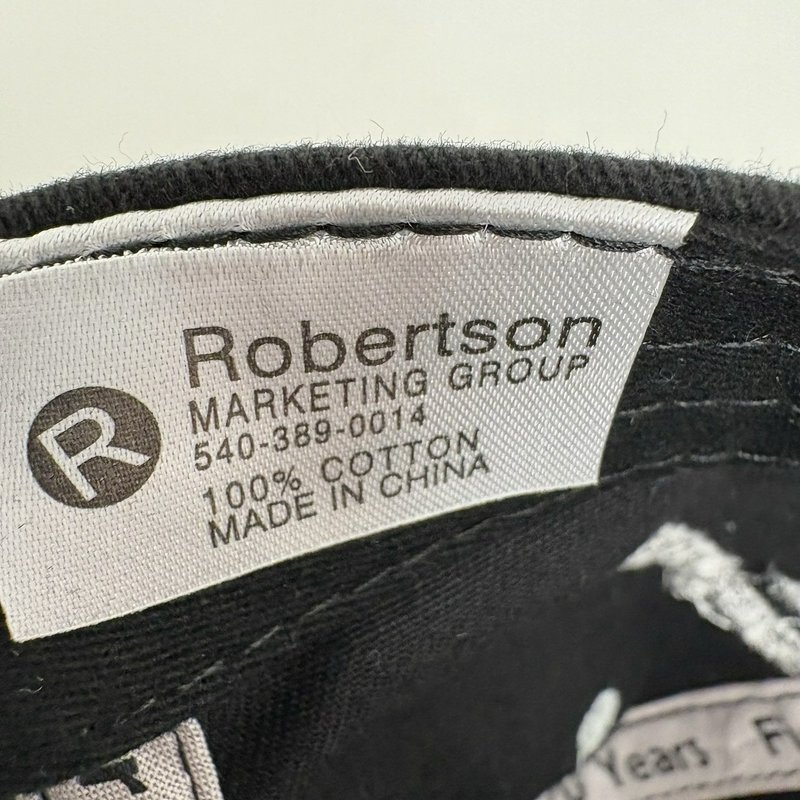 R
Robertson
MARKETING GROUP
540-389-0014
100% COTTON
MADE IN CHINA
Years